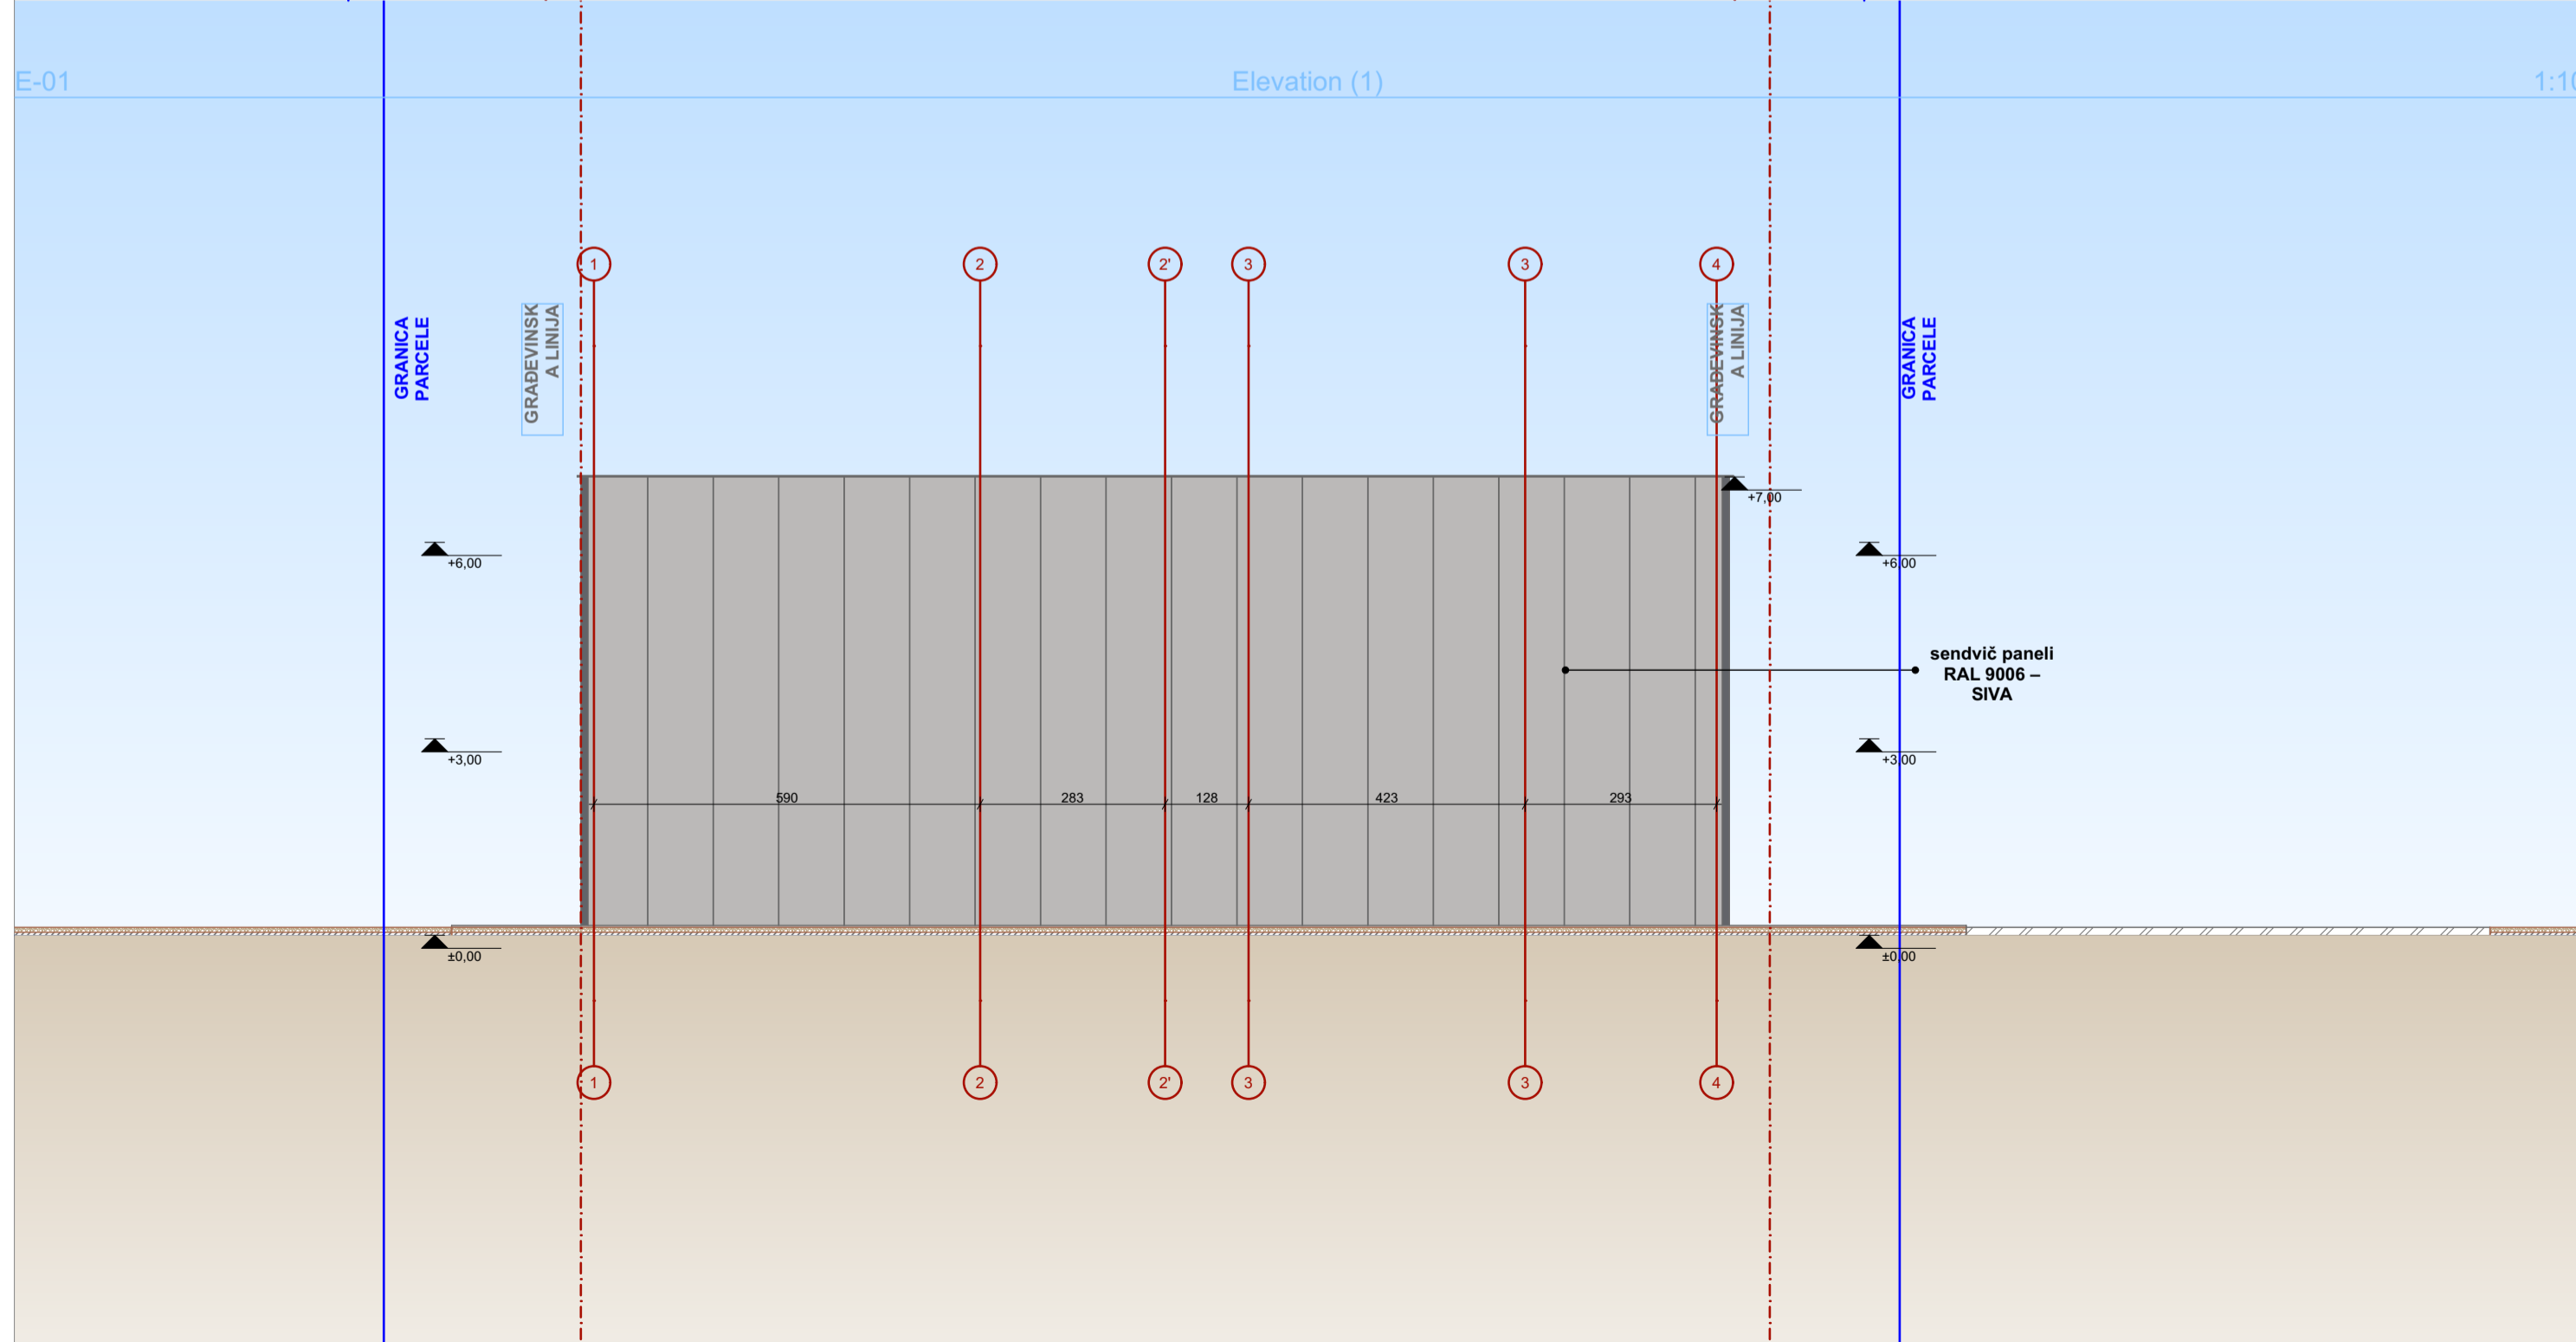 E-01
Elevation (1)
1:10
1
2
2'
3
3
4
GRANICA
PARCELE
GRAĐEVINSK
A LINIJA
GRAĐEVINSK
A LINIJA
GRANICA
PARCELE
+7,00
+6,00
+6,00
sendvič paneli
RAL 9006 –
SIVA
+3,00
+3,00
590
283
128
423
293
±0,00
±0,00
1
2
2'
3
3
4